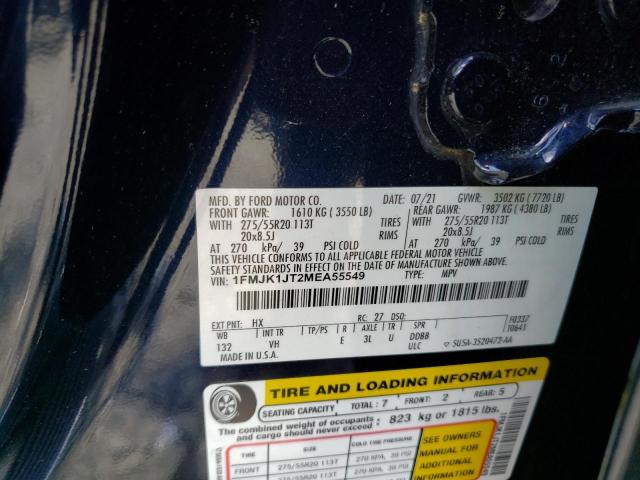 MFD. BY FORD MOTOR CO. 07/21 GVWR: 3502 KG ( 7720 LB)
FRONT GAWR: 1610 KG ( 3550 LB) REAR GAWR: 1987 KG ( 4380 LB)
WITH 275/55R20 113T TIRES WITH 275/55R20 113T TIRES
20x8.5J RIMS 20x8.5J RIMS
AT 270 kPa/ 39 PSI COLD AT 270 kPa/ 39 PSI COLD
THIS VEHICLE CONFORMS TO ALL APPLICABLE FEDERAL MOTOR VEHICLE
SAFETY STANDARDS IN EFFECT ON THE DATE OF MANUFACTURE SHOWN ABOVE.
VIN: 1FMJK1JT2MEA55549 TYPE: MPV
EXT PNT: HX RC: 27 DSO: F0337
WB INT TR TP/PS R AXLE TR SPR T0641
132 VH E 3L U DD88
MADE IN U.S.A. ULC SU5A-3520472-AA
TIRE AND LOADING INFORMATION
SEATING CAPACITY TOTAL: 7 FRONT: 2 REAR: 5
The combined weight of occupants
and cargo should never exceed: 823 kg or 1815 lbs.
TIRE SIZE COLD TIRE PRESSURE
FRONT 275/55R20 113T 270 KPA, 39 PSI
SEE OWNERS
MANUAL FOR
ADDITIONAL
INFORMATION